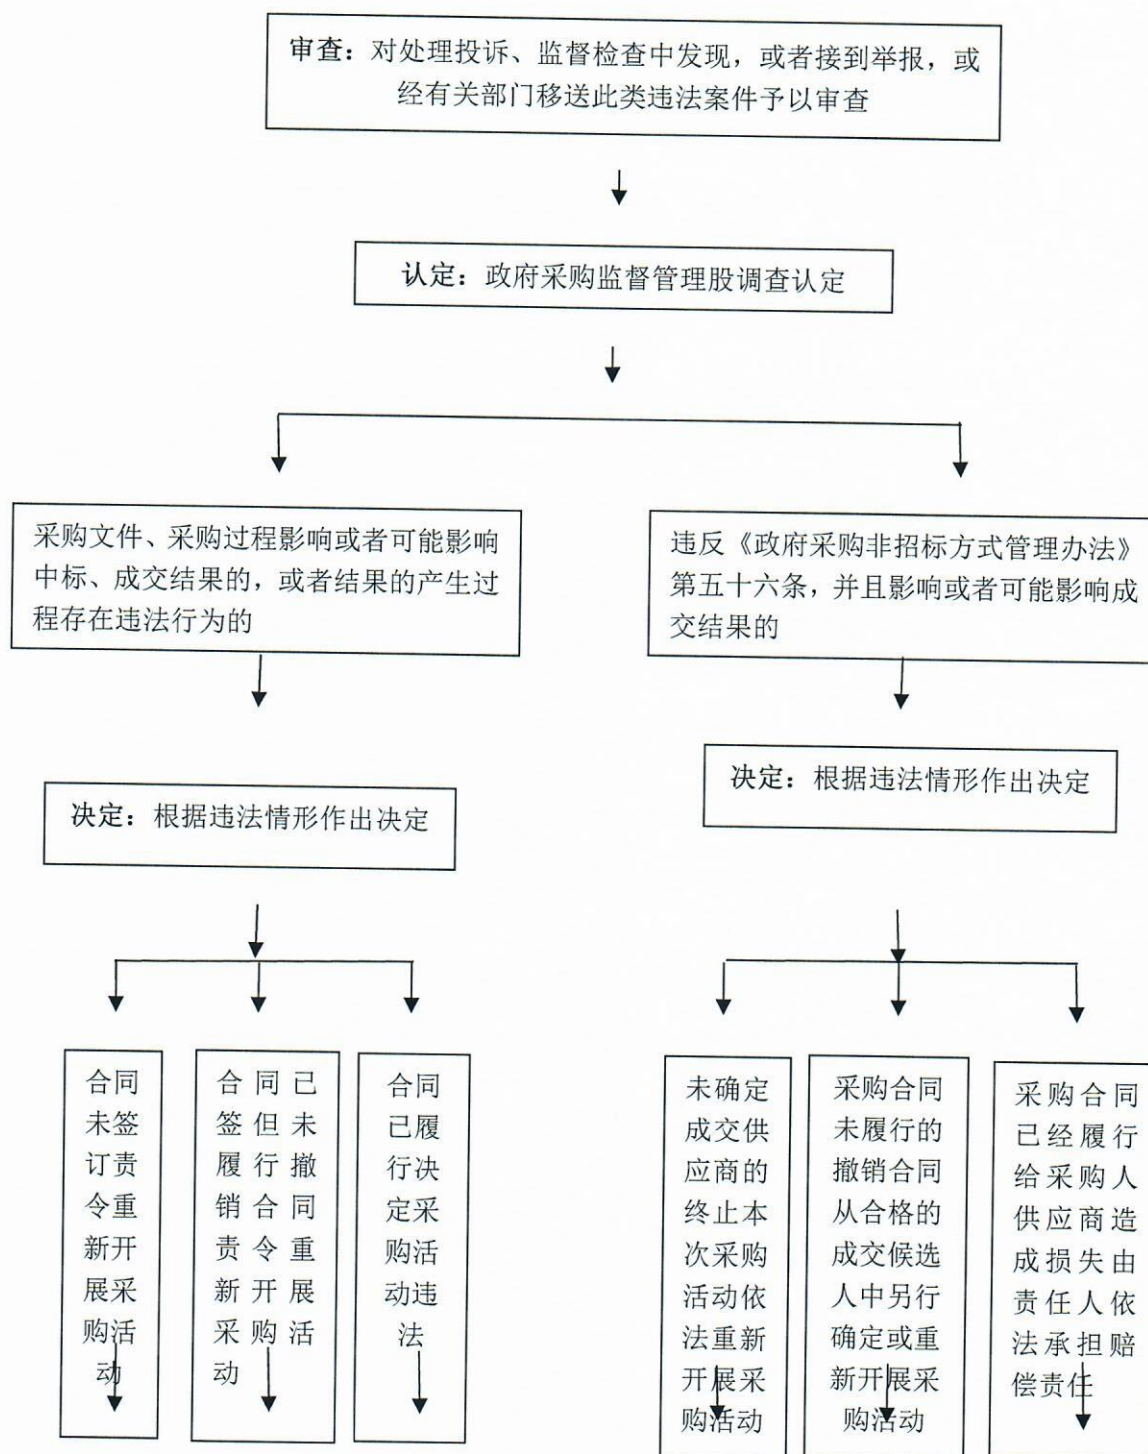 审查：对处理投诉、监督检查中发现，或者接到举报，或
经有关部门移送此类违法案件予以审查
认定：政府采购监督管理股调查认定
采购文件、采购过程影响或者可能影响
中标、成交结果的，或者结果的产生过
程存在违法行为的
违反《政府采购非招标方式管理办法》
第五十六条，并且影响或者可能影响成
交结果的
决定：根据违法情形作出决定
决定：根据违法情形作出决定
合同
未签
订责
令重
新开
展采
购活
动
合同已
签但未
履行撤
销合同
责令重
新开展
采购活
动
合同
已履
行决
定采
购活
动违
法
未确定
成交供
应商的
终止本
次采购
活动依
法重新
开展采
购活动
采购合同
未履行的
撤销合同
从合格的
成交候选
人中另行
确定或重
新开展采
购活动
采购合同
已经履行
给采购人
供应商造
成损失由
责任人依
法承担赔
偿责任